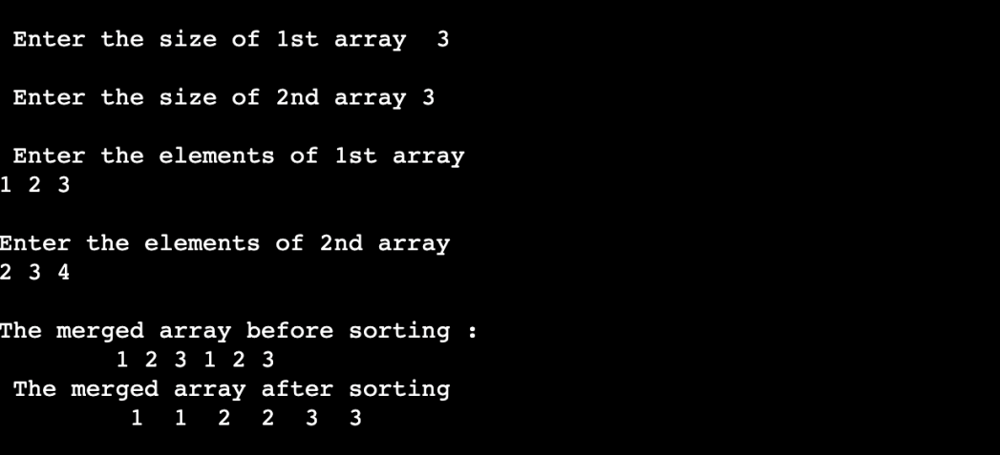 Enter the size of 1st array  3
Enter the size of 2nd array 3
Enter the elements of 1st array
1 2 3
Enter the elements of 2nd array
2 3 4
The merged array before sorting :
1 2 3 1 2 3
The merged array after sorting
1  1  2  2  3  3